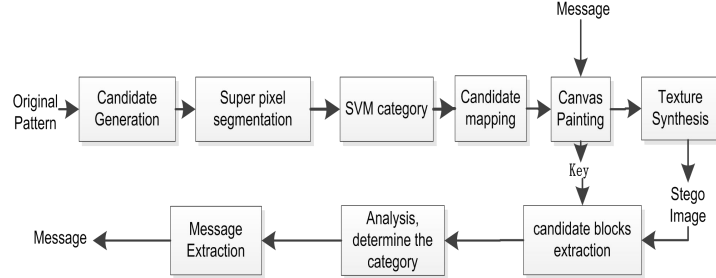 Message
Original
Pattern
Candidate
Generation
Super pixel
segmentation
SVM category
Candidate
mapping
Canvas
Painting
Texture
Synthesis
Key
Stego
Image
Message
Message
Extraction
Analysis,
determine the
category
candidate blocks
extraction